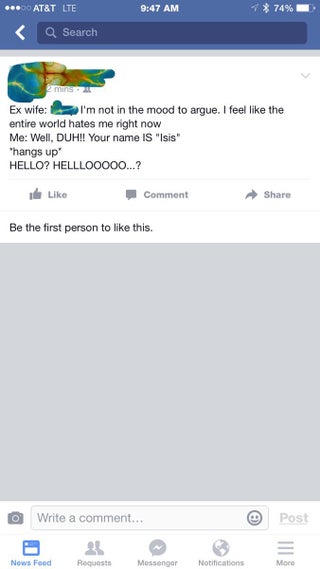 AT&T LTE 9:47 AM 74%
Search
2 mins ·
Ex wife: I'm not in the mood to argue. I feel like the
entire world hates me right now
Me: Well, DUH!! Your name IS "Isis"
*hangs up*
HELLO? HELLLOOOOO...?
Like Comment Share
Be the first person to like this.
Write a comment... Post
News Feed Requests Messenger Notifications More